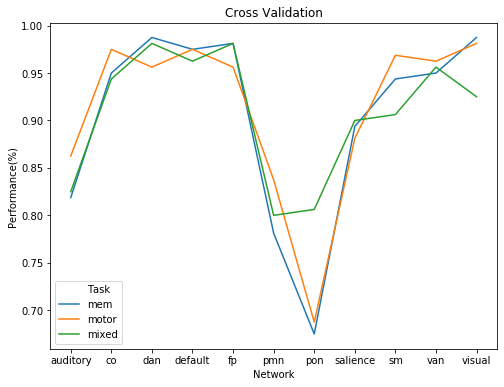 Cross Validation
Performance(%)
1.00
0.95
0.90
0.85
0.80
0.75
0.70
Task
mem
motor
mixed
auditory co dan default fp pmn pon salience sm van visual
Network